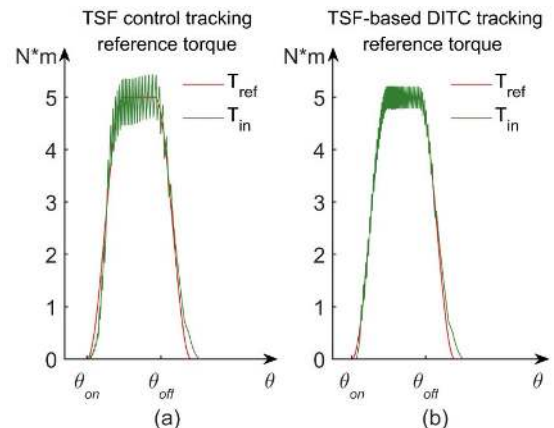 TSF control tracking
reference torque
N*m
5
4
3
2
1
0
T_ref
T_in
θ_on
θ_off
θ
(a)
TSF-based DITC tracking
reference torque
N*m
5
4
3
2
1
0
T_ref
T_in
θ_on
θ_off
θ
(b)